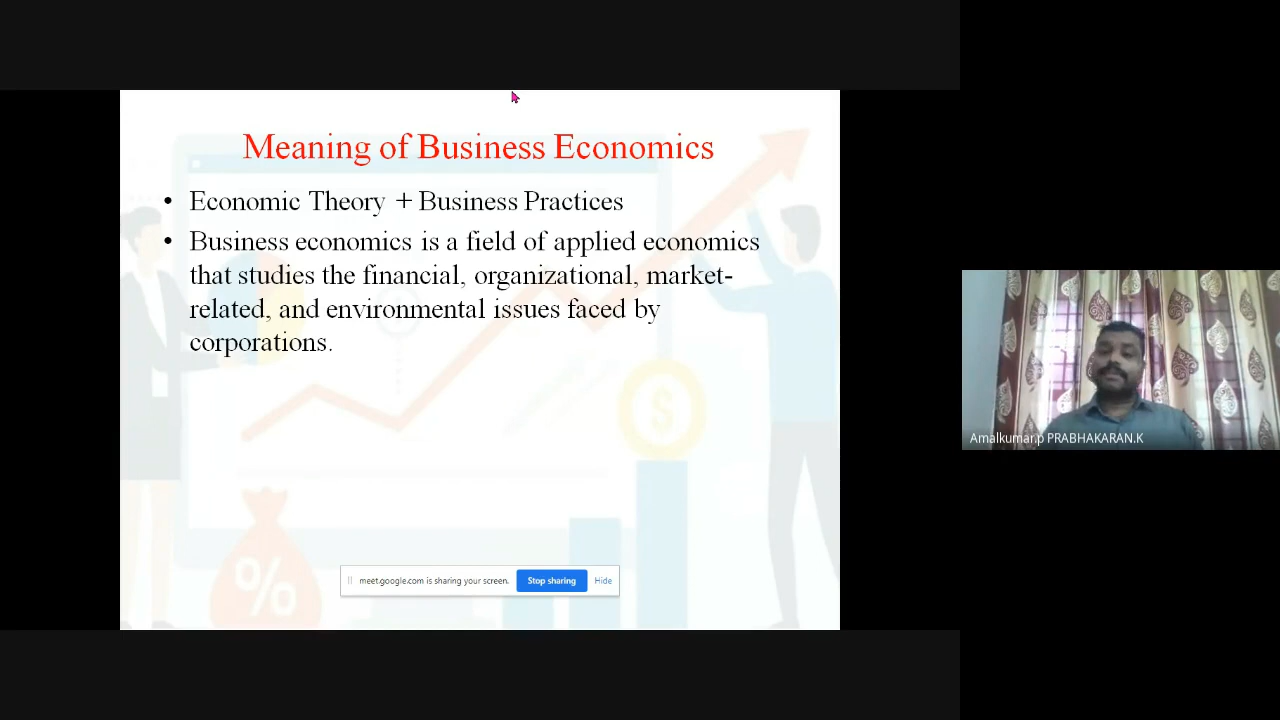 Meaning of Business Economics
• Economic Theory + Business Practices
• Business economics is a field of applied economics
that studies the financial, organizational, market-
related, and environmental issues faced by
corporations.
$
%
meet.google.com is sharing your screen. Stop sharing Hide
Amalkumar.p PRABHAKARAN.K